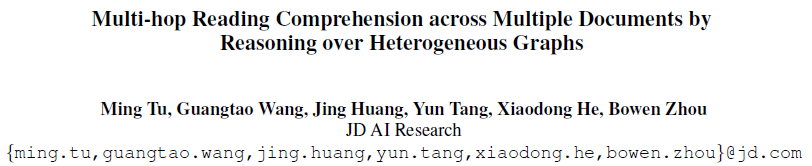 Multi-hop Reading Comprehension across Multiple Documents by
Reasoning over Heterogeneous Graphs
Ming Tu, Guangtao Wang, Jing Huang, Yun Tang, Xiaodong He, Bowen Zhou
JD AI Research
{ming.tu,guangtao.wang,jing.huang,yun.tang,xiaodong.he,bowen.zhou}@jd.com